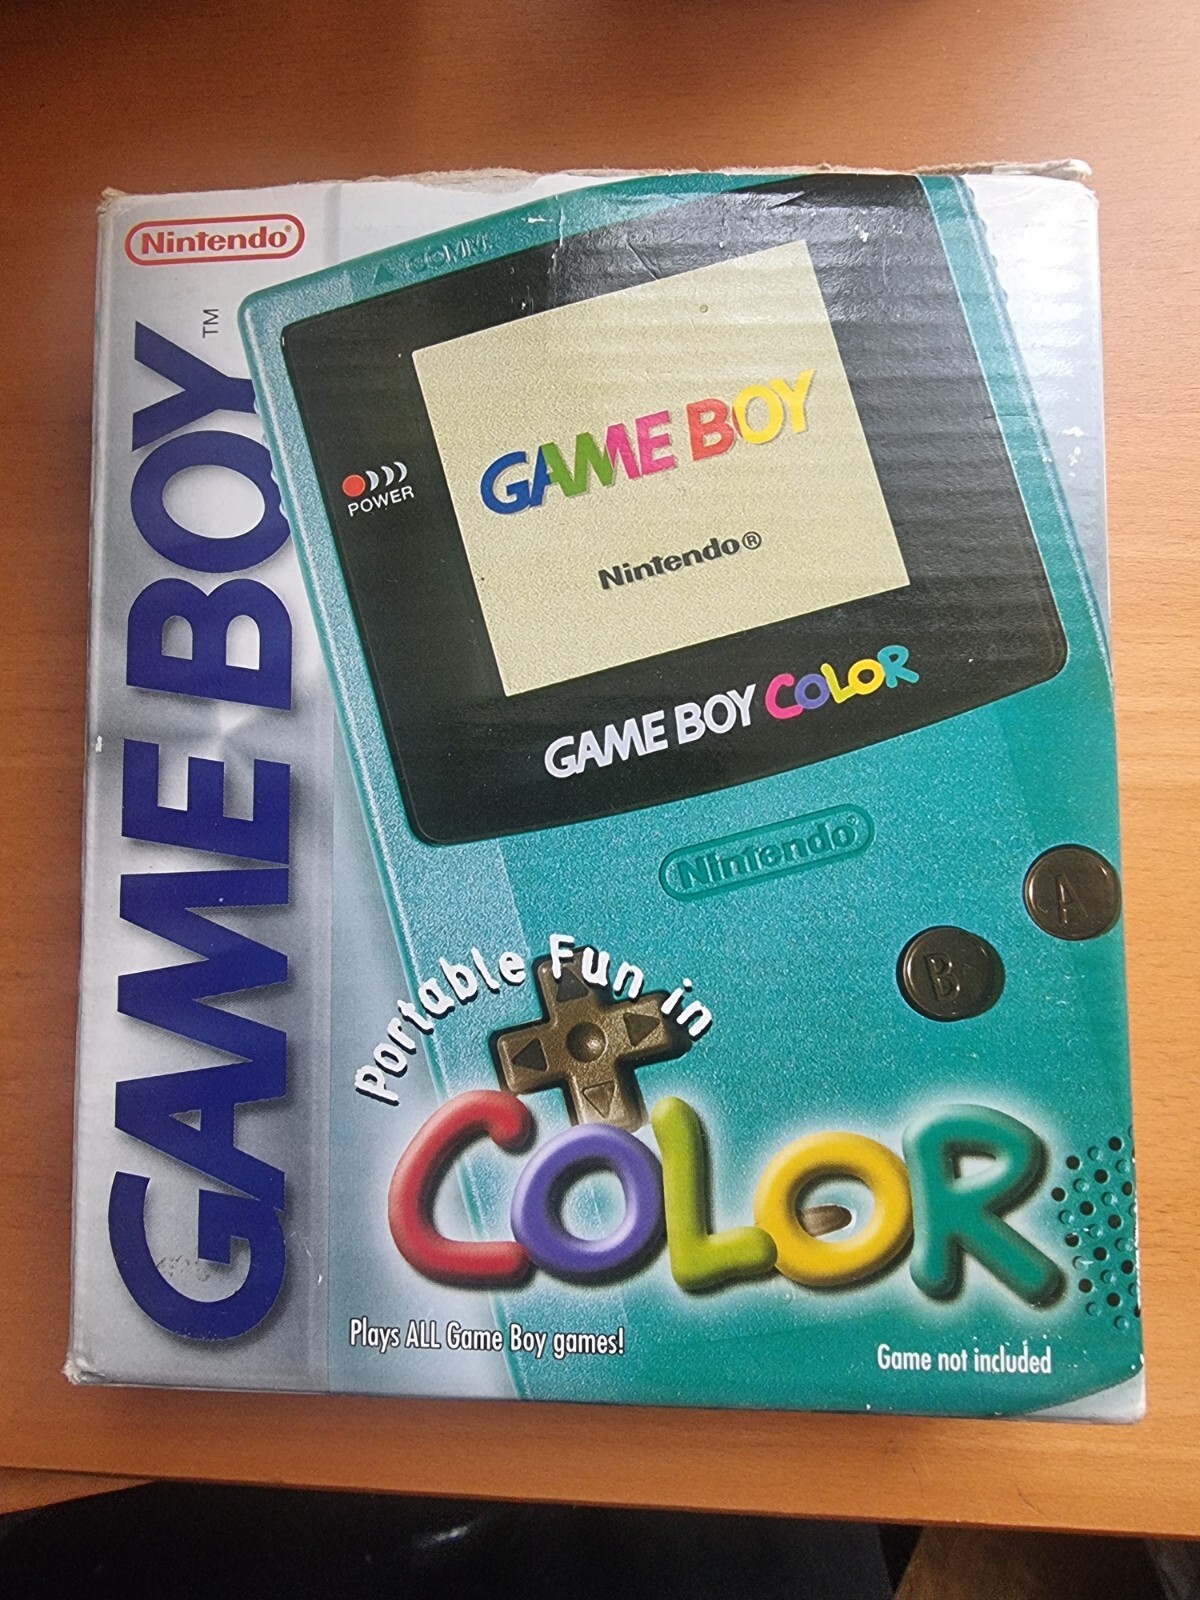 Nintendo®
GAME BOY™
COMM.
POWER
GAME BOY
Nintendo®
GAME BOY COLOR
Nintendo®
A
B
Portable Fun in
COLOR
Plays ALL Game Boy games!
Game not included